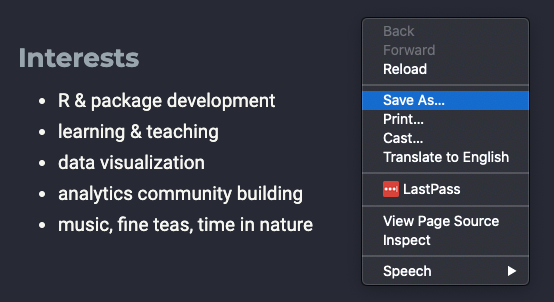 Interests
• R & package development
• learning & teaching
• data visualization
• analytics community building
• music, fine teas, time in nature
Back
Forward
Reload
Save As...
Print...
Cast...
Translate to English
LastPass
View Page Source
Inspect
Speech